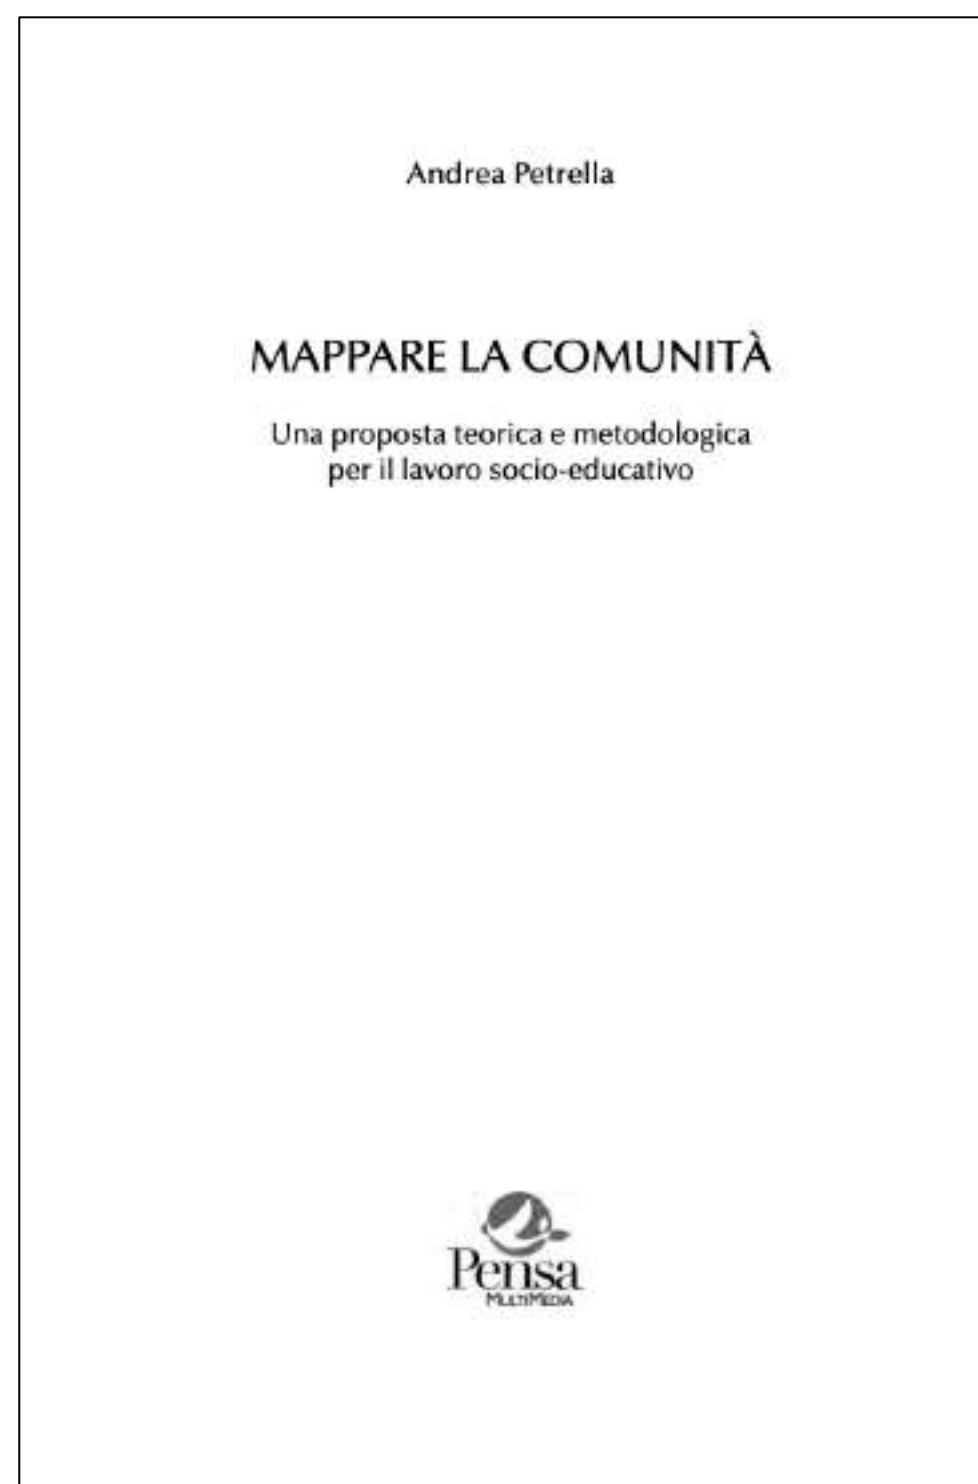 Andrea Petrella
MAPPARE LA COMUNITÀ
Una proposta teorica e metodologica
per il lavoro socio-educativo
Pensa
MULTIMEDIA